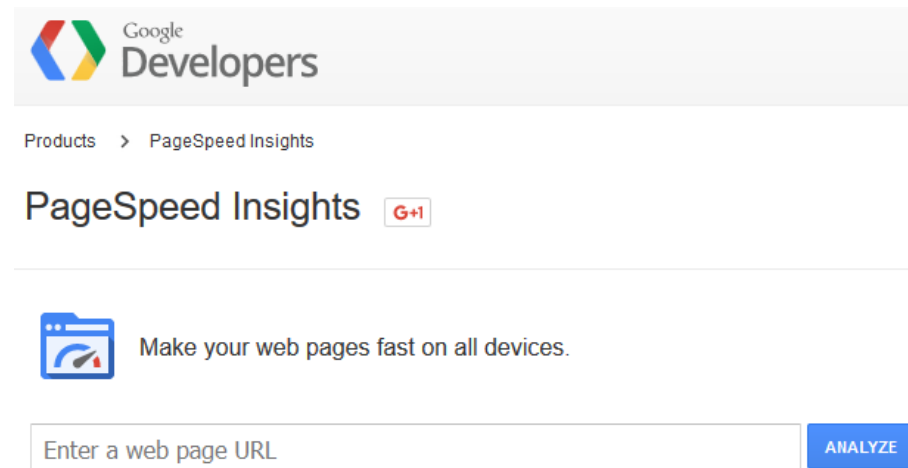 Google
Developers
Products > PageSpeed Insights
PageSpeed Insights G+1
Make your web pages fast on all devices.
Enter a web page URL ANALYZE